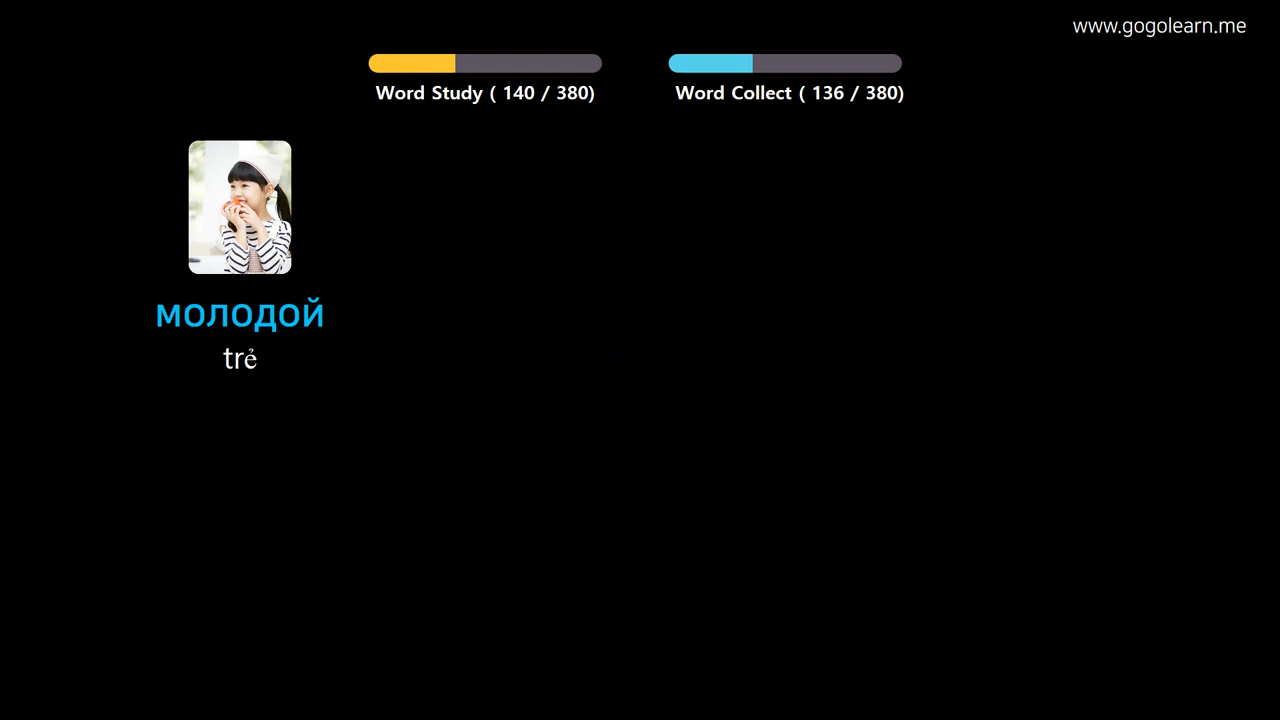 www.gogolearn.me
Word Study ( 140 / 380)
Word Collect ( 136 / 380)
молодой
trẻ